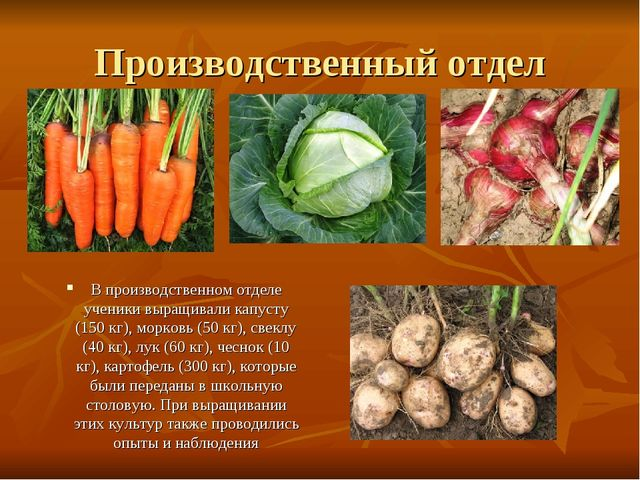 Производственный отдел
В производственном отделе
ученики выращивали капусту
(150 кг), морковь (50 кг), свеклу
(40 кг), лук (60 кг), чеснок (10
кг), картофель (300 кг), которые
были переданы в школьную
столовую. При выращивании
этих культур также проводились
опыты и наблюдения